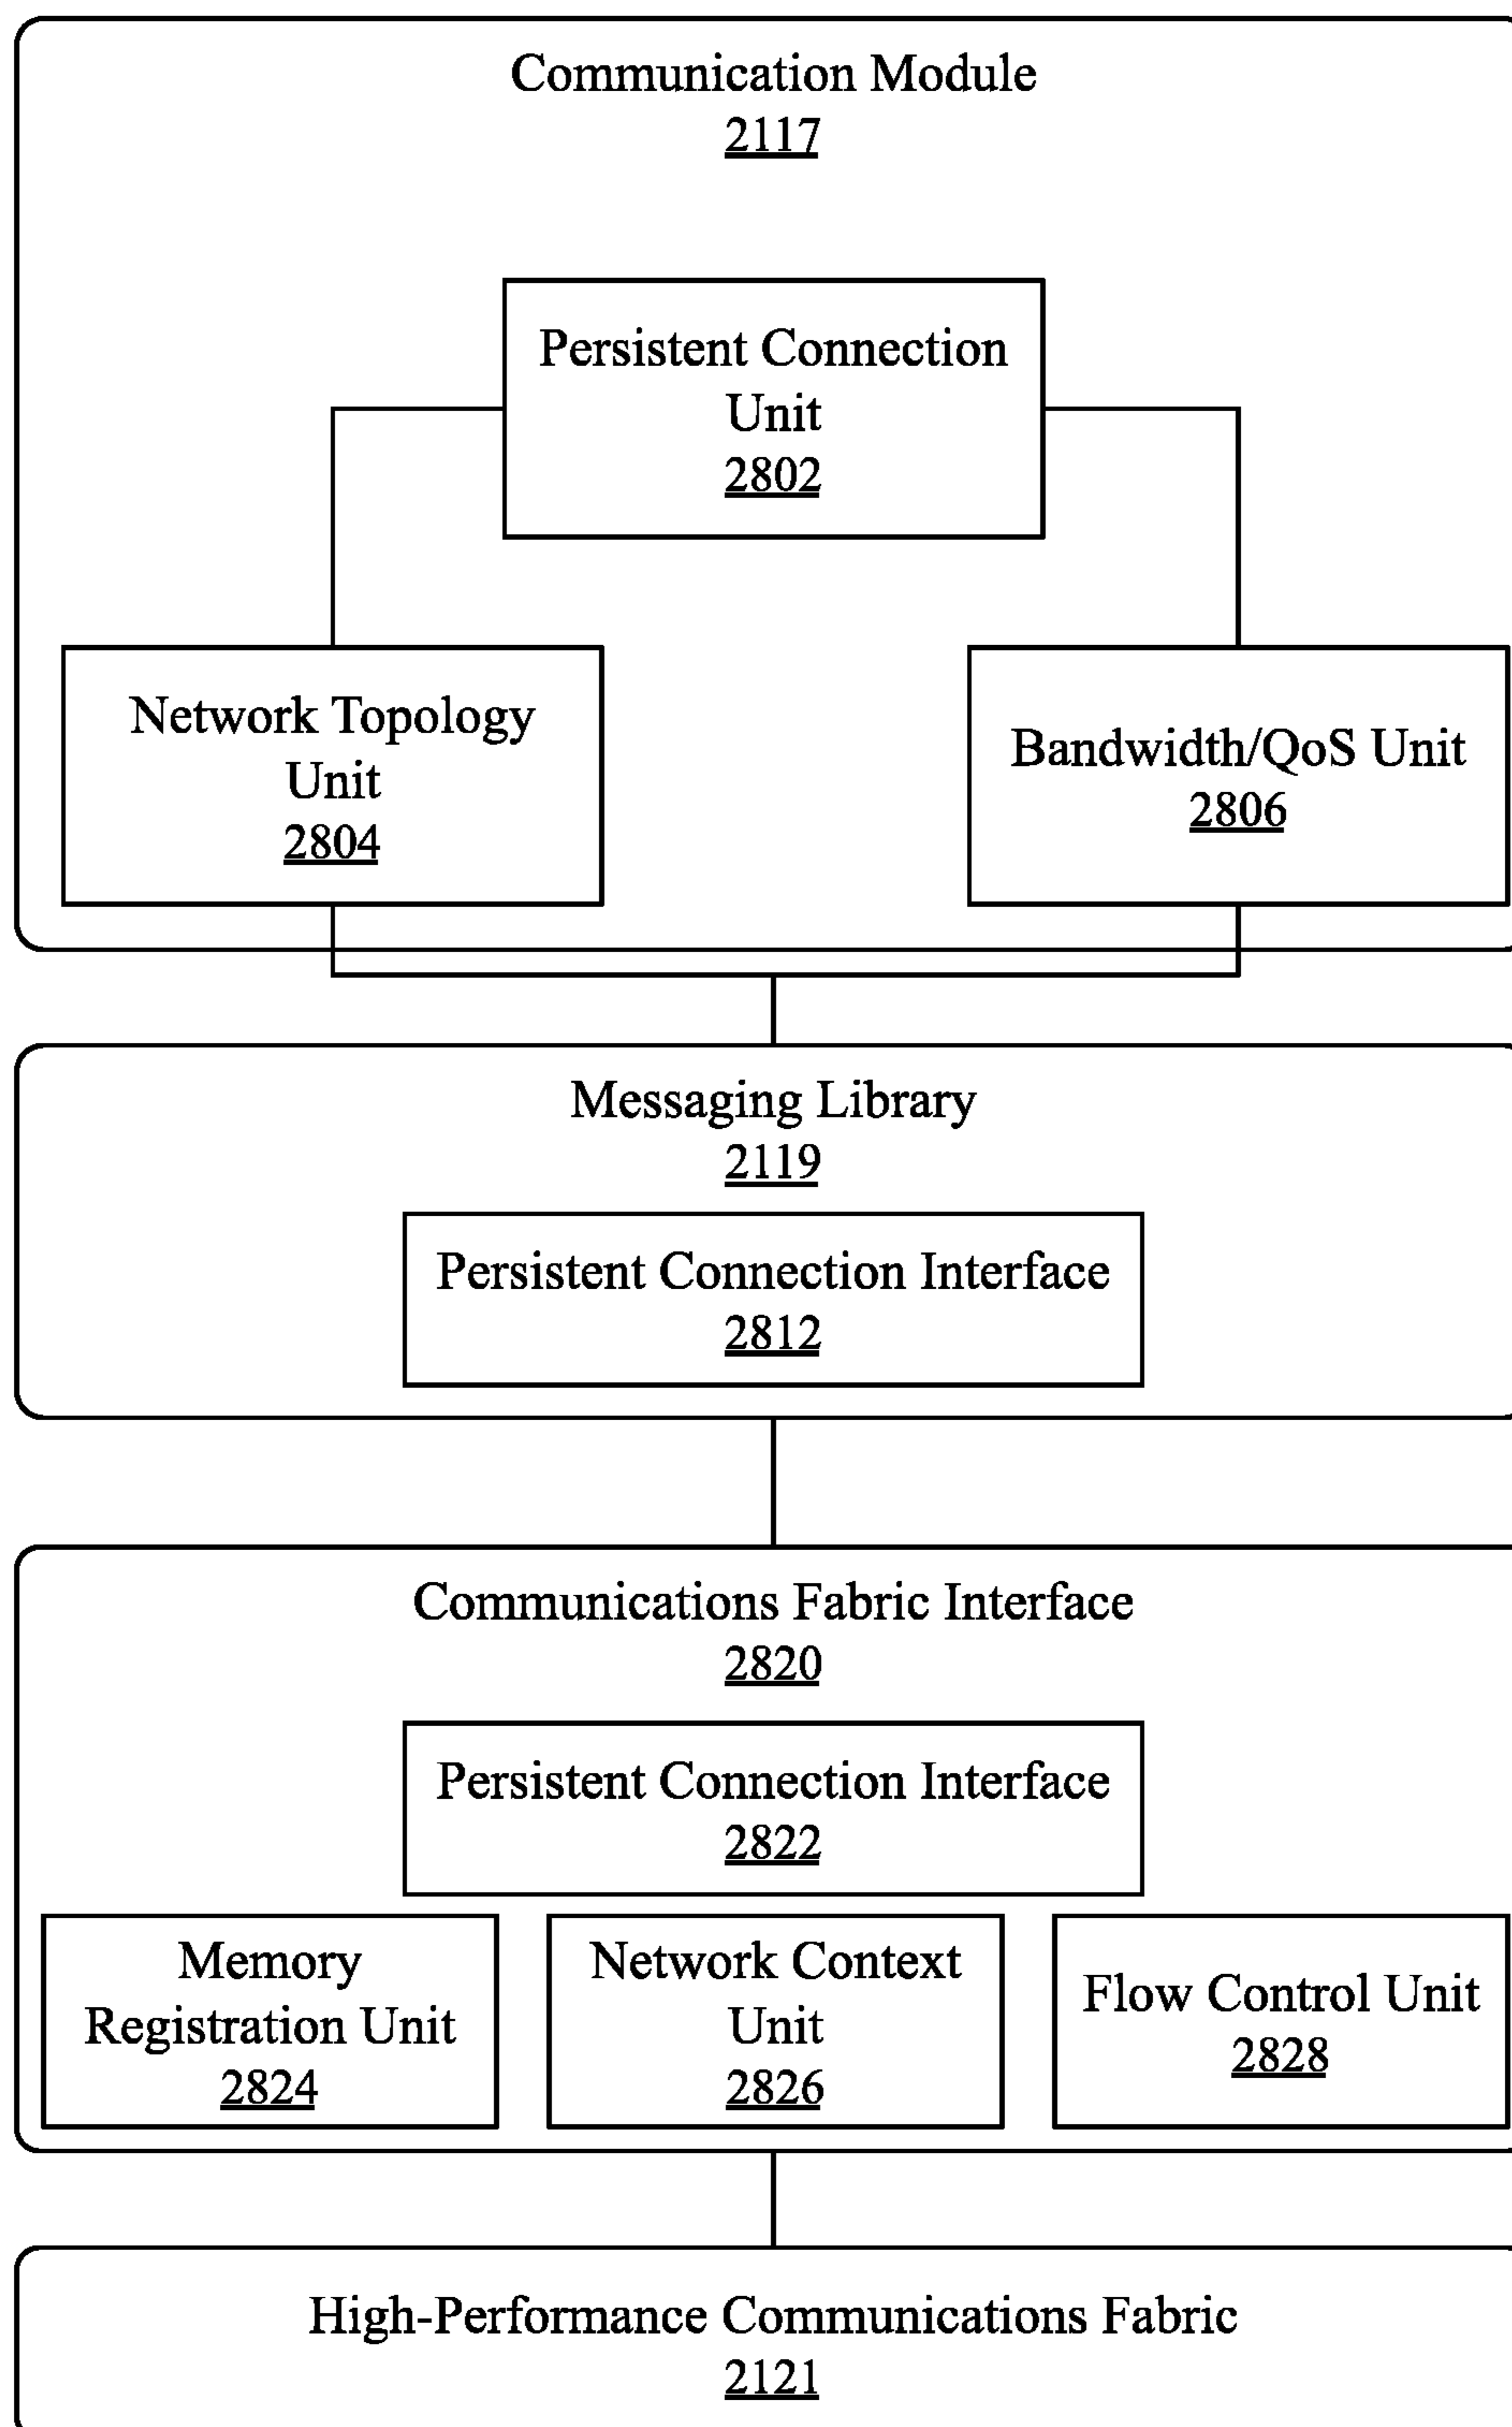 Communication Module
2117
Persistent Connection
Unit
2802
Network Topology
Unit
2804
Bandwidth/QoS Unit
2806
Messaging Library
2119
Persistent Connection Interface
2812
Communications Fabric Interface
2820
Persistent Connection Interface
2822
Memory
Registration Unit
2824
Network Context
Unit
2826
Flow Control Unit
2828
High-Performance Communications Fabric
2121